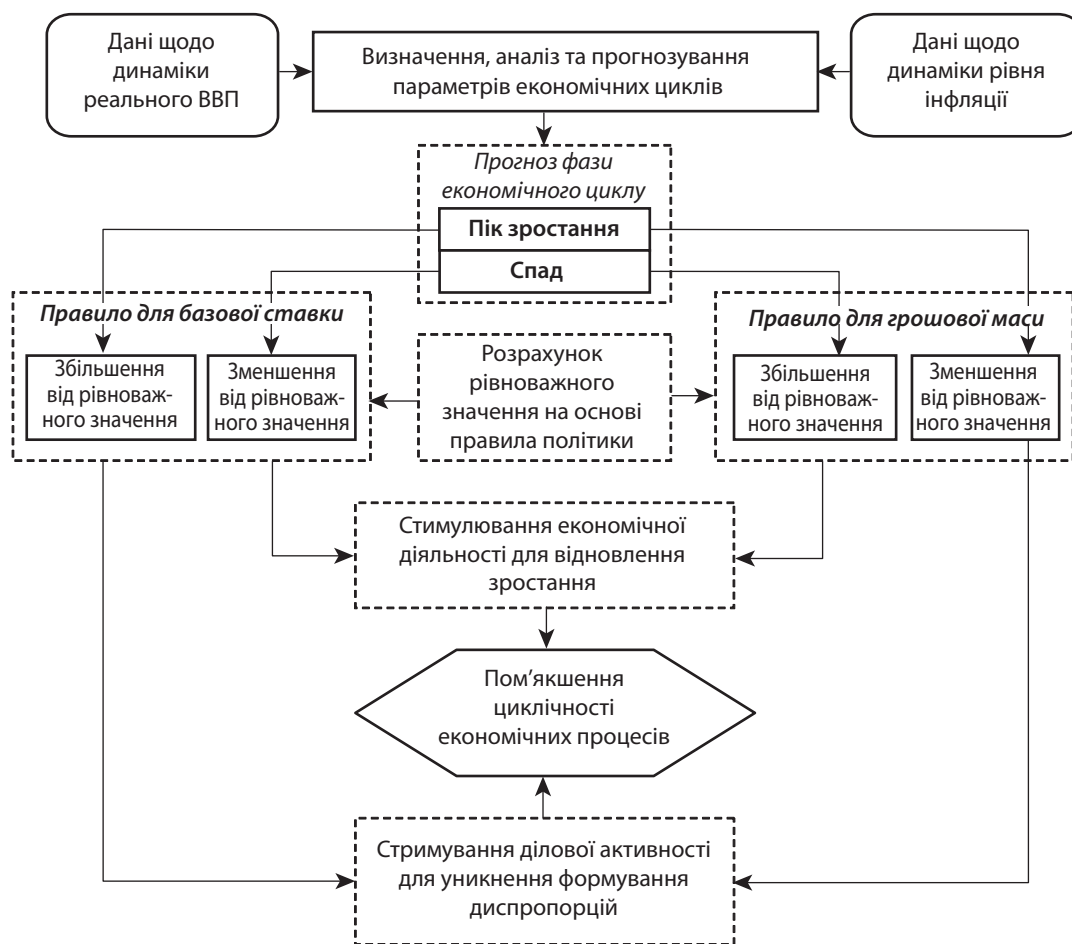 Дані щодо
динаміки
реального ВВП
Визначення, аналіз та прогнозування
параметрів економічних циклів
Дані щодо
динаміки рівня
інфляції
Прогноз фази
економічного циклу
Пік зростання
Спад
Правило для базової ставки
Збільшення
від рівноваж-
ного значення
Зменшення
від рівноваж-
ного значення
Розрахунок
рівноважного
значення на основі
правила політики
Правило для грошової маси
Збільшення
від рівноваж-
ного значення
Зменшення
від рівноваж-
ного значення
Стимулювання економічної
діяльності для відновлення
зростання
Пом’якшення
циклічності
економічних процесів
Стримування ділової активності
для уникнення формування
диспропорцій